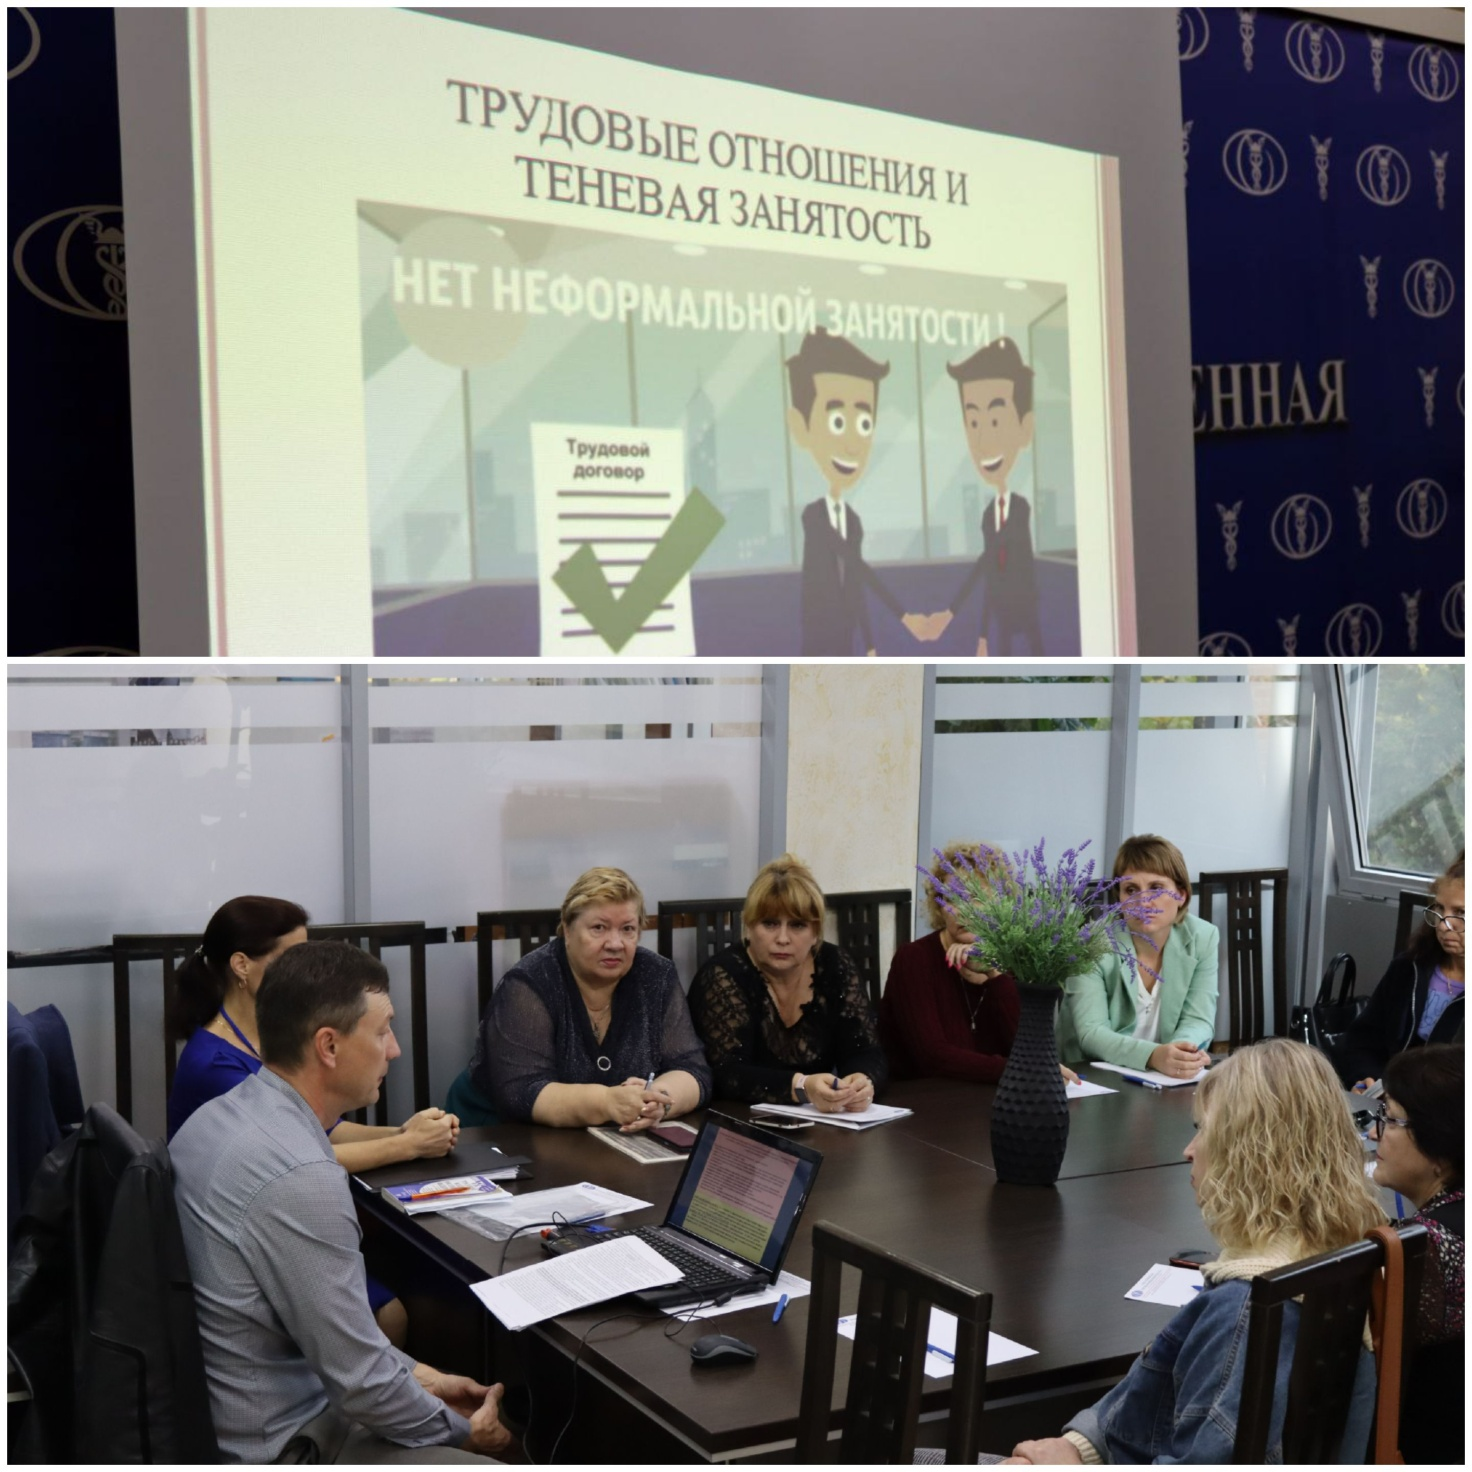 ТРУДОВЫЕ ОТНОШЕНИЯ И
ТЕНЕВАЯ ЗАНЯТОСТЬ
НЕТ НЕФОРМАЛЬНОЙ ЗАНЯТОСТИ !
Трудовой
договор
ЕННАЯ